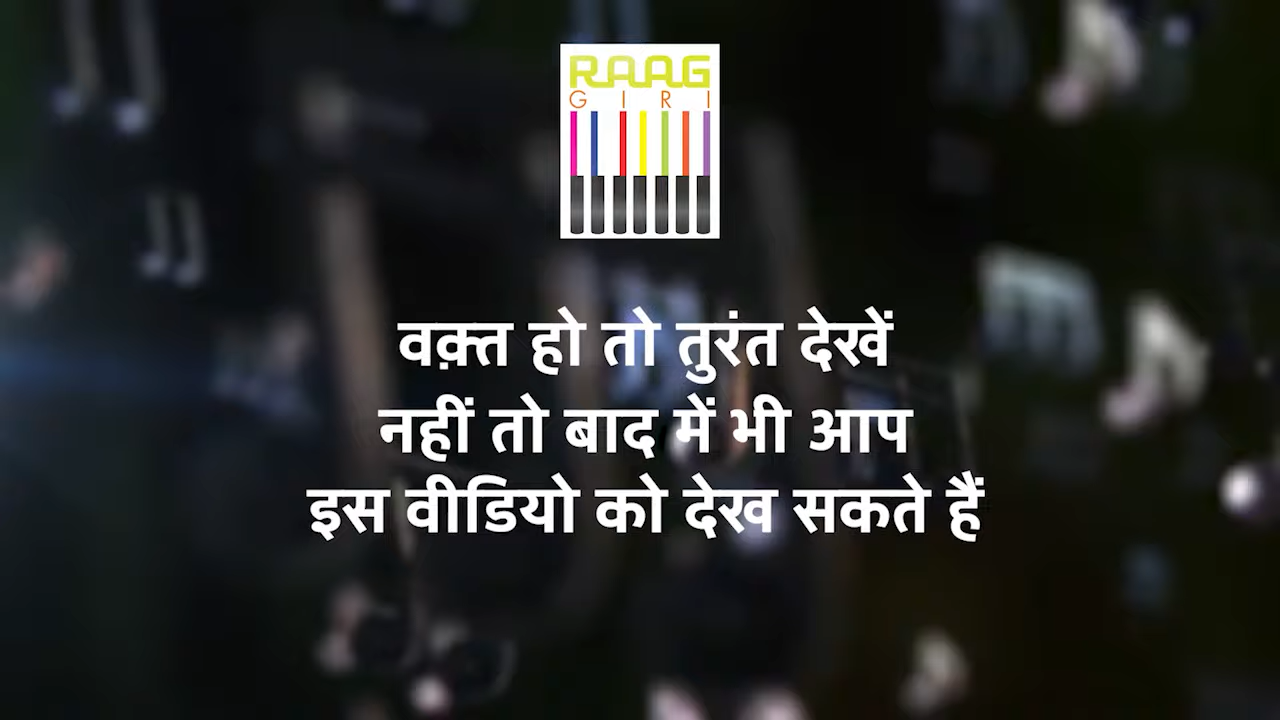 RAAG
GIRI
वक़्त हो तो तुरंत देखें
नहीं तो बाद में भी आप
इस वीडियो को देख सकते हैं